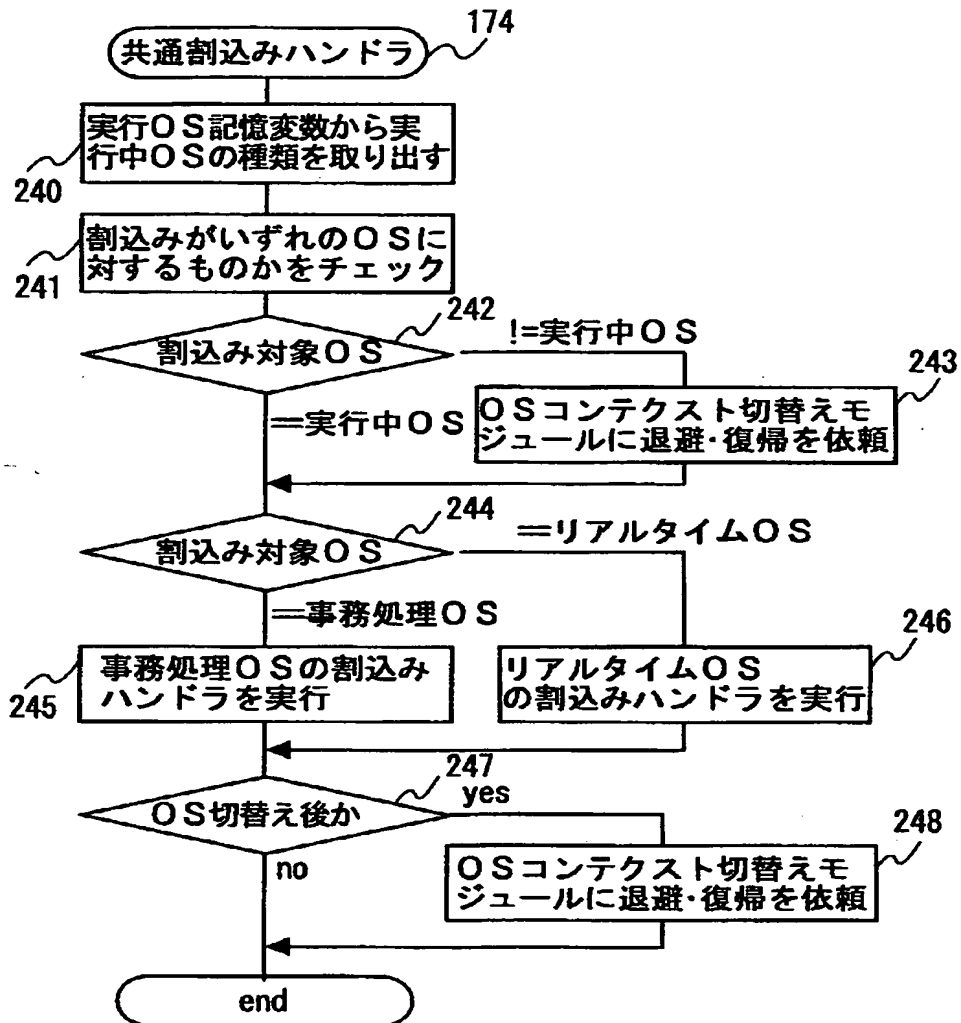 174
共通割込みハンドラ
実行OS記憶変数から実
行中OSの種類を取り出す
240
割込みがいずれのOSに
対するものかをチェック
241
242
割込み対象OS
!=実行中OS
243
==実行中OS
OSコンテクスト切替えモ
ジュールに退避・復帰を依頼
244
割込み対象OS
==リアルタイムOS
==事務処理OS
246
事務処理OSの割込み
ハンドラを実行
245
リアルタイムOS
の割込みハンドラを実行
247
OS切替え後か
yes
248
no
OSコンテクスト切替えモ
ジュールに退避・復帰を依頼
end